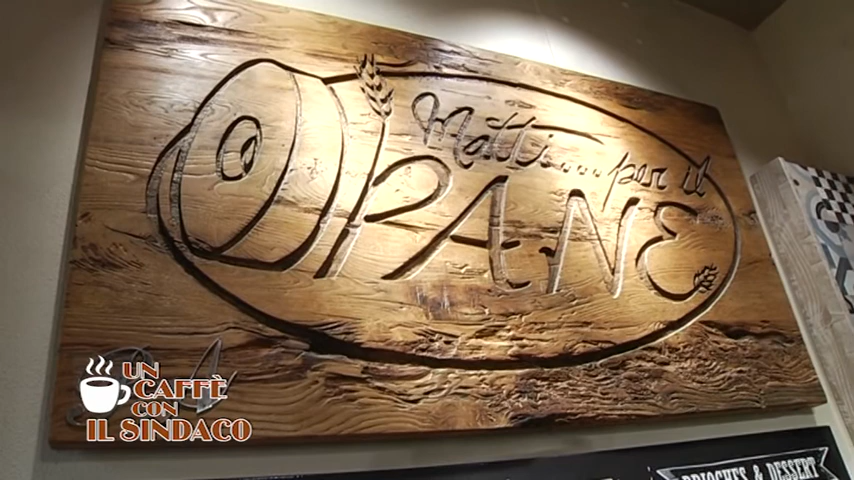 Matti.... per il
PANE
UN
CAFFÈ
CON
IL SINDACO
BRIOCHES & DESSERT